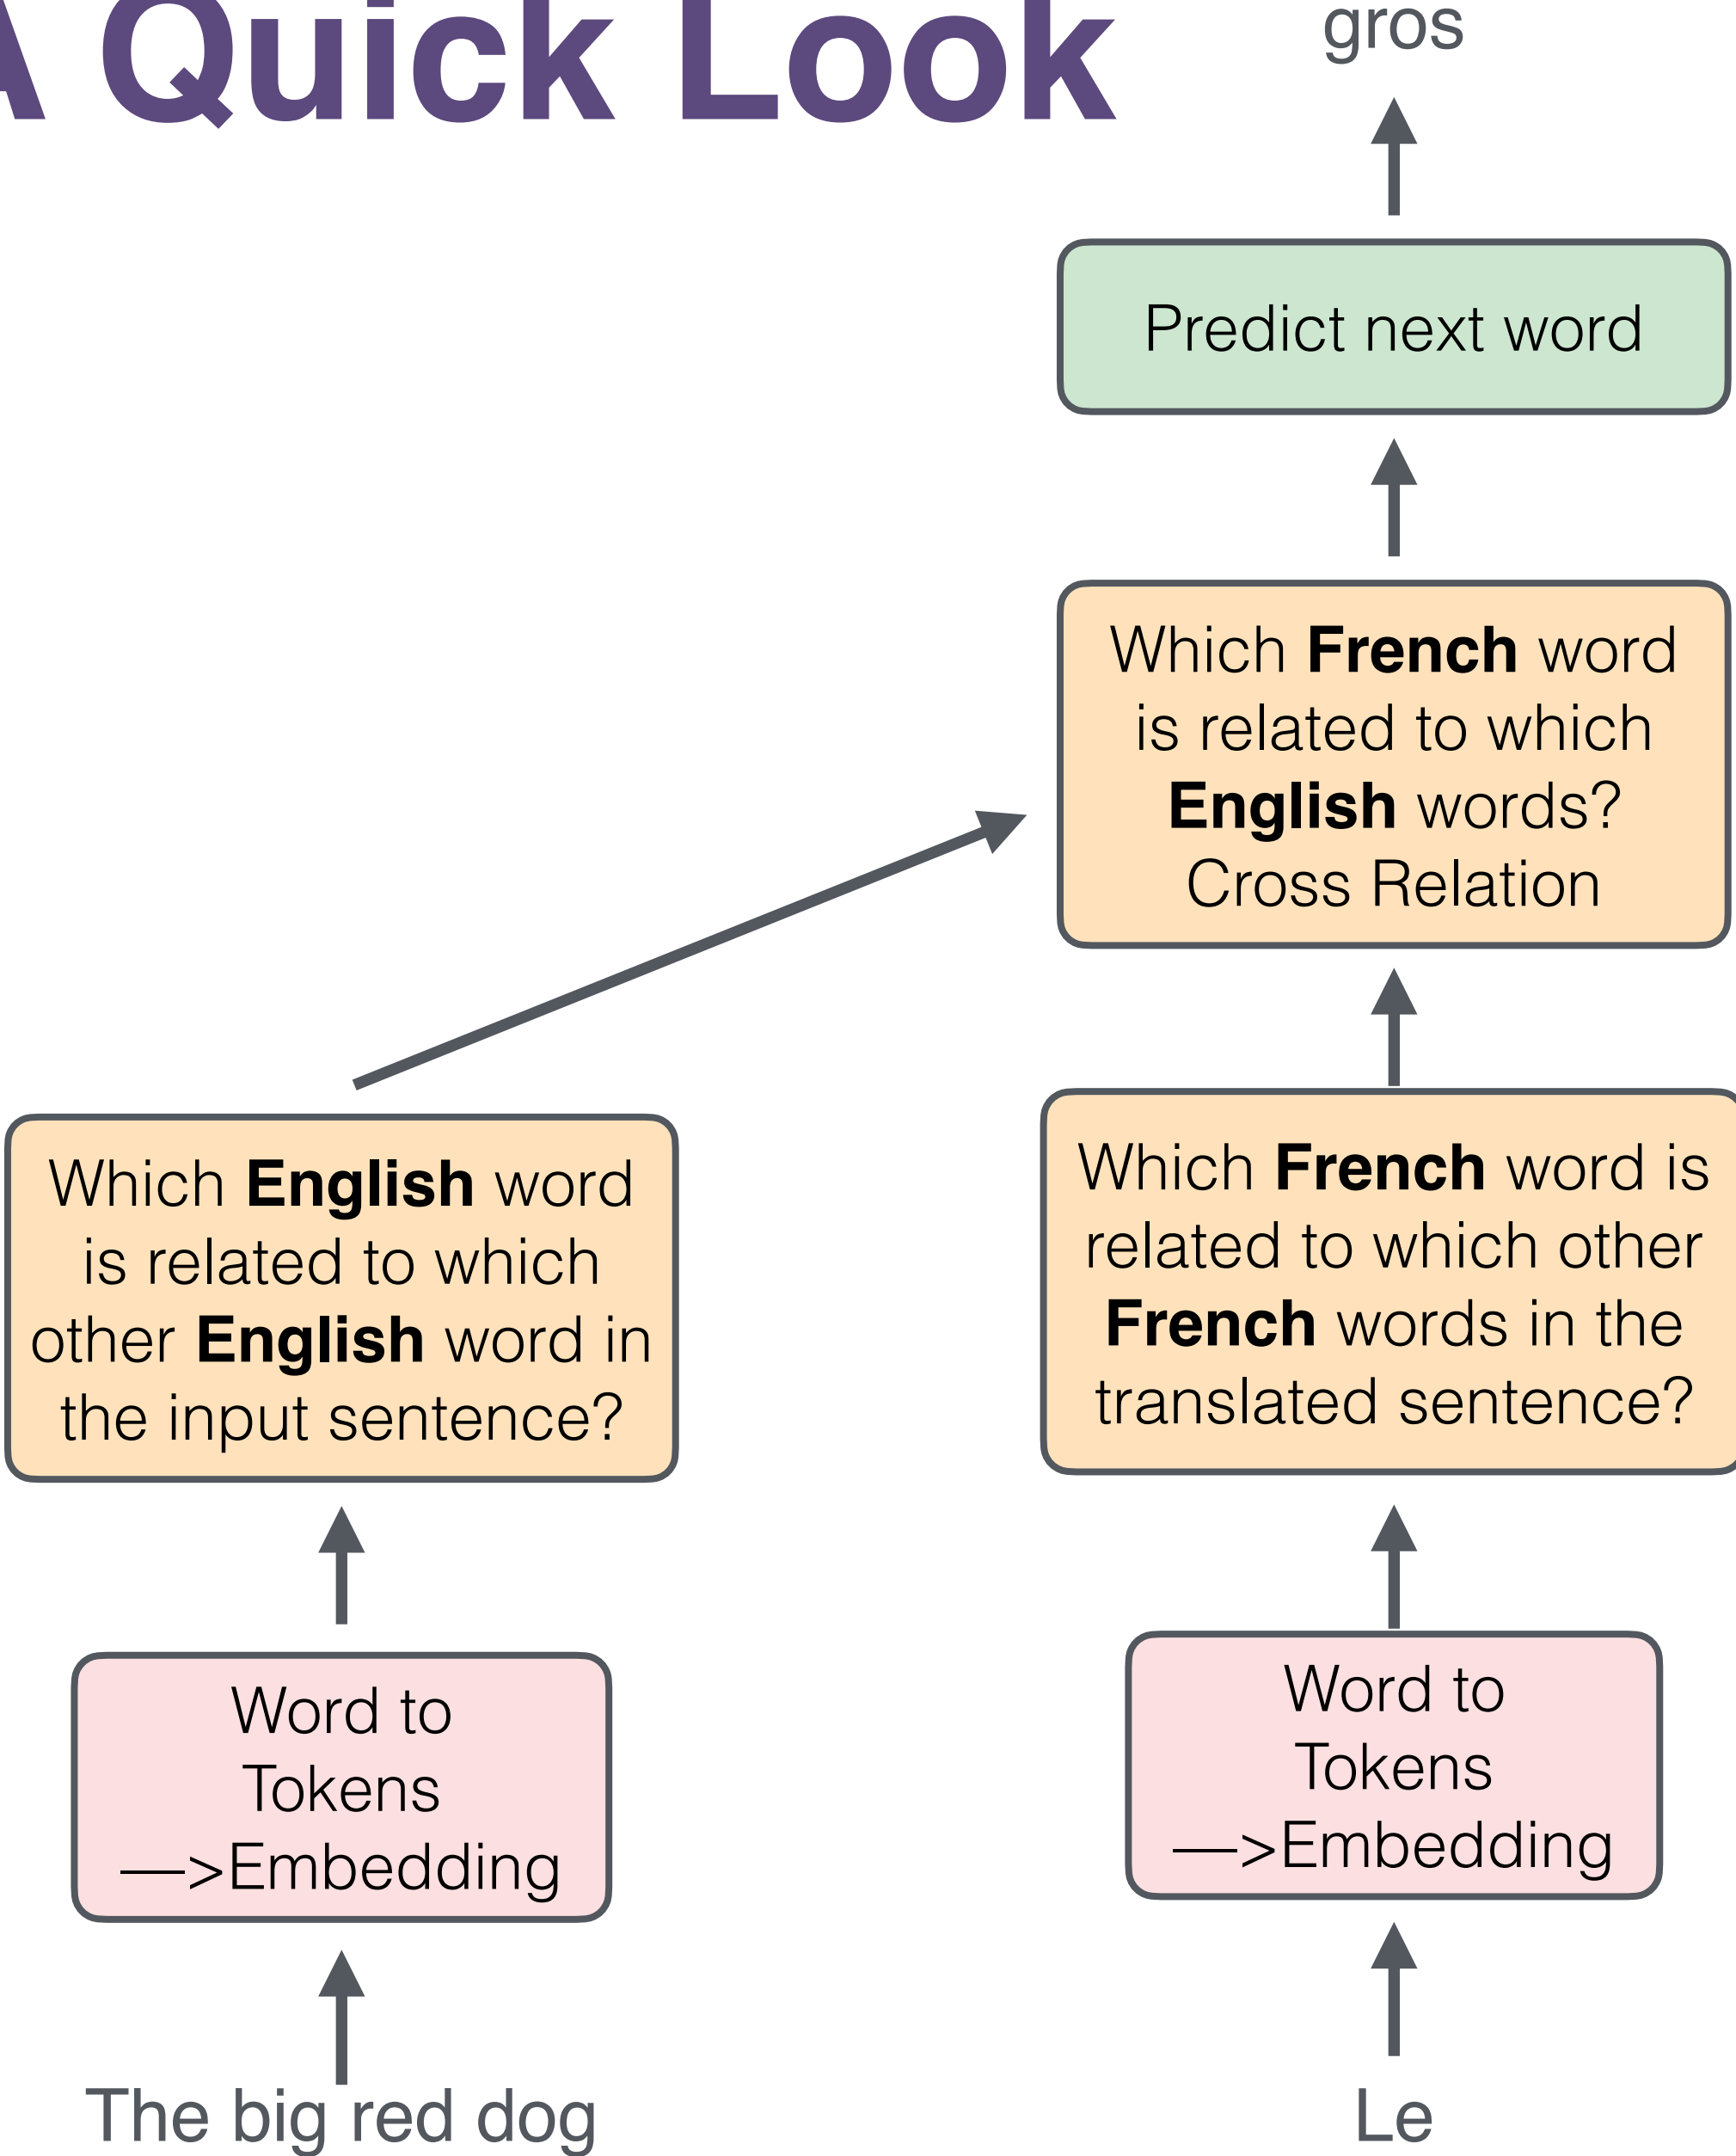 A Quick Look
gros
Predict next word
Which French word
is related to which
English words?
Cross Relation
Which English word
is related to which
other English word in
the input sentence?
Which French word is
related to which other
French words in the
translated sentence?
Word to
Tokens
—>Embedding
Word to
Tokens
—>Embedding
The big red dog
Le